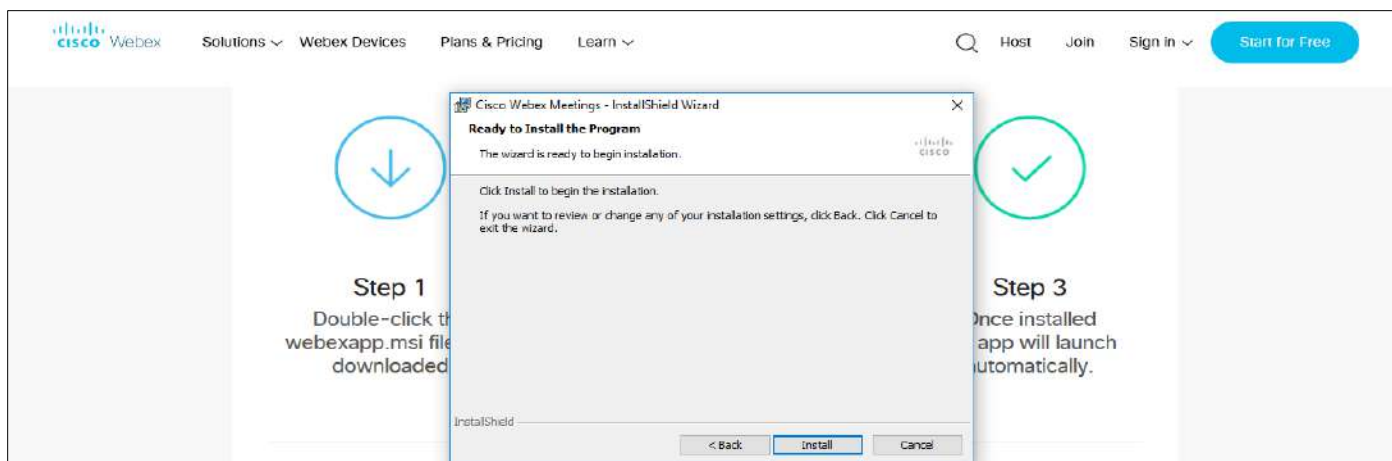 CISCO Webex Solutions Webex Devices Plans & Pricing Learn Host Join Sign in Start for Free
Cisco Webex Meetings - InstallShield Wizard
Ready to Install the Program
The wizard is ready to begin installation.
CISCO
Click Install to begin the installation.
If you want to review or change any of your installation settings, click Back. Click Cancel to
exit the wizard.
InstallShield
< Back Install Cancel
Step 1
Double-click
webexapp.msi
downloaded
Step 3
installed
app will launch